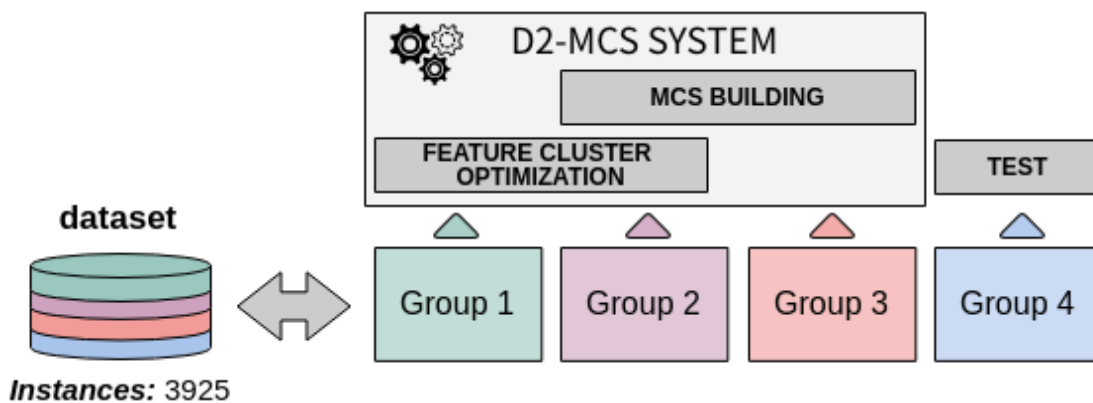 D2-MCS SYSTEM
MCS BUILDING
FEATURE CLUSTER
OPTIMIZATION
TEST
dataset
Group 1
Group 2
Group 3
Group 4
Instances: 3925